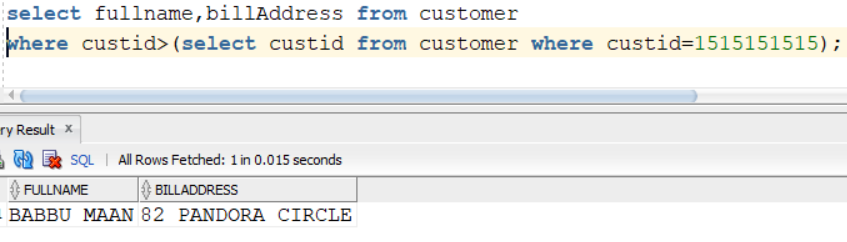 select fullname,billAddress from customer
where custid>(select custid from customer where custid=1515151515);
ry Result x
SQL | All Rows Fetched: 1 in 0.015 seconds
FULLNAME BILLADDRESS
BABBU MAAN 82 PANDORA CIRCLE